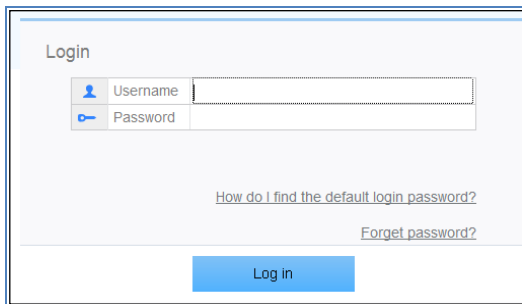 Login
Username
Password
How do I find the default login password?
Forget password?
Log in